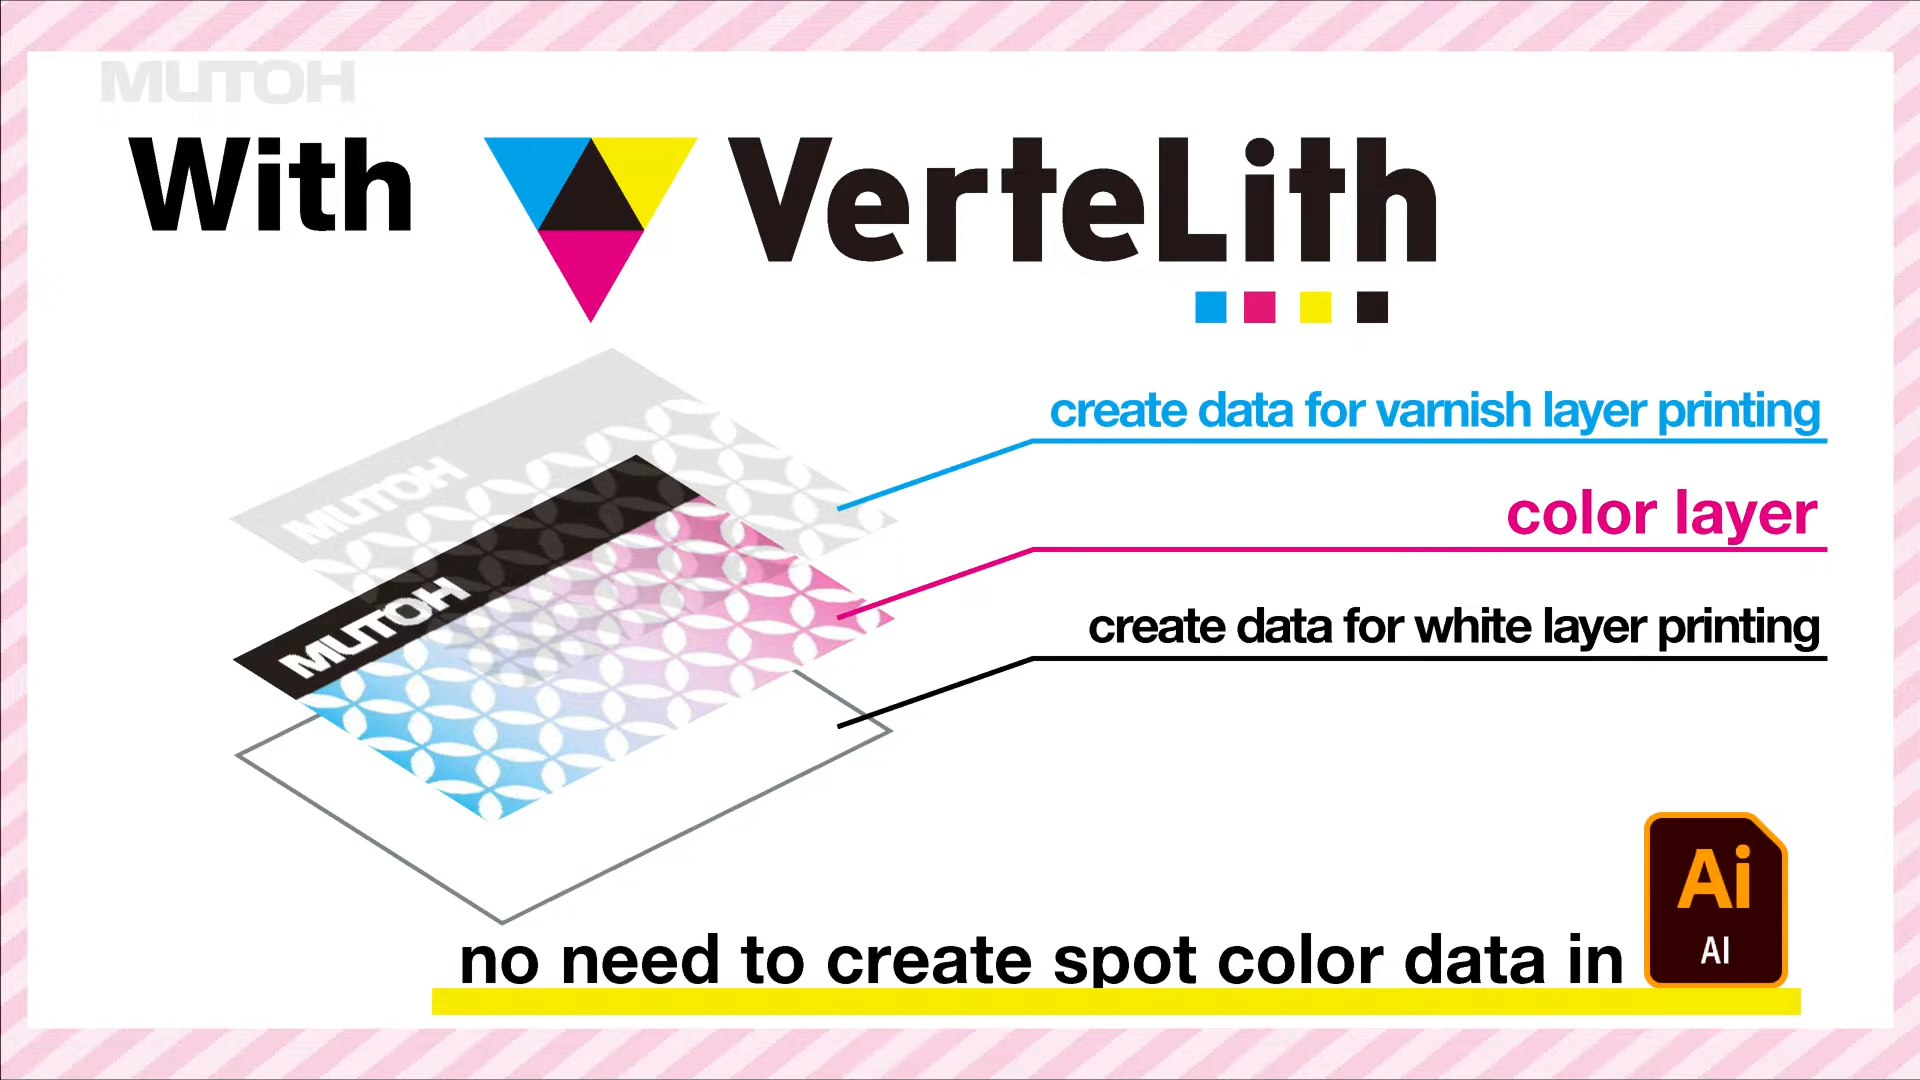 MUTOH
With VerteLith
create data for varnish layer printing
MUTOH
color layer
MUTOH
create data for white layer printing
Ai
AI
no need to create spot color data in